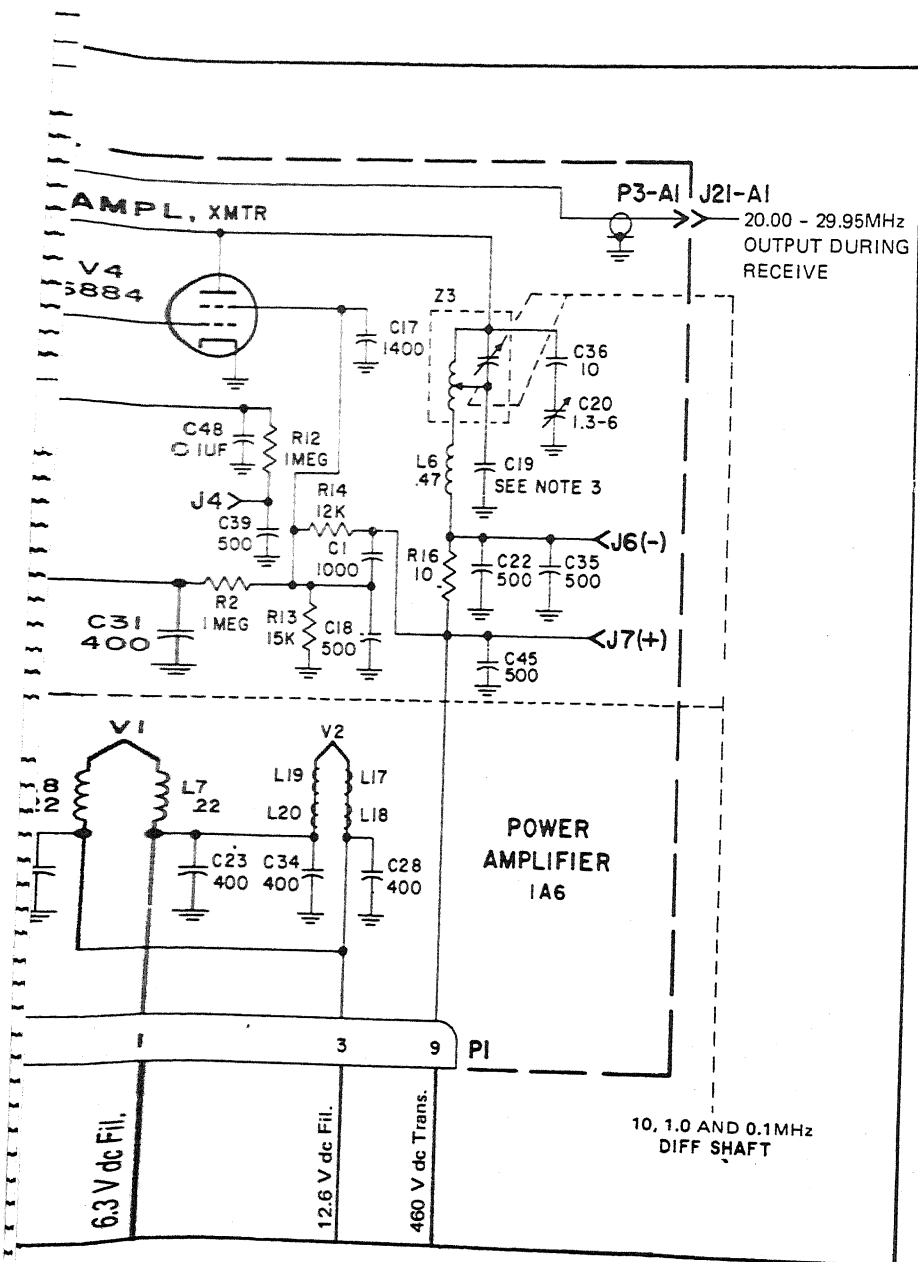 P3-A1 J21-A1
AMPL, XMTR
20.00 - 29.95MHz
OUTPUT DURING
RECEIVE
V4
5884
Z3
C17
1400
C36
10
C20
1.3-6
C48
R12
1MEG
L6
.47
C19
SEE NOTE 3
J4
R14
12K
C39
500
C1
1000
J6(-)
R16
10
C22
500
C35
500
C31
400
R2
1MEG
R13
15K
C18
500
J7(+)
C45
500
V1
V2
L7
.22
L19
L17
L20
L18
C23
400
C34
400
C28
400
POWER
AMPLIFIER
1A6
1
3
9
P1
6.3 V dc Fil.
12.6 V dc Fil.
460 V dc Trans.
10, 1.0 AND 0.1MHz
DIFF SHAFT